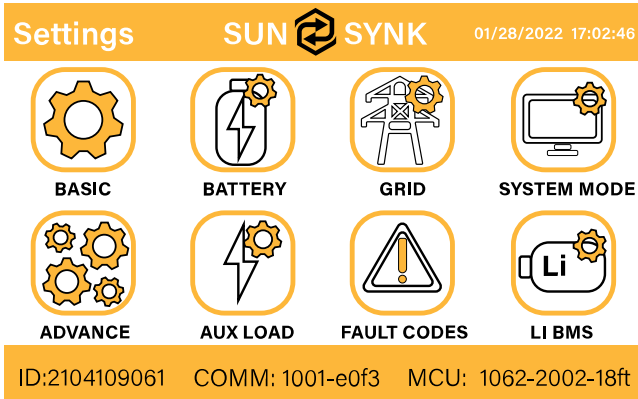 Settings SUN SYNK 01/28/2022 17:02:46
BASIC BATTERY GRID SYSTEM MODE
Li
ADVANCE AUX LOAD FAULT CODES LI BMS
ID:2104109061 COMM: 1001-e0f3 MCU: 1062-2002-18ft